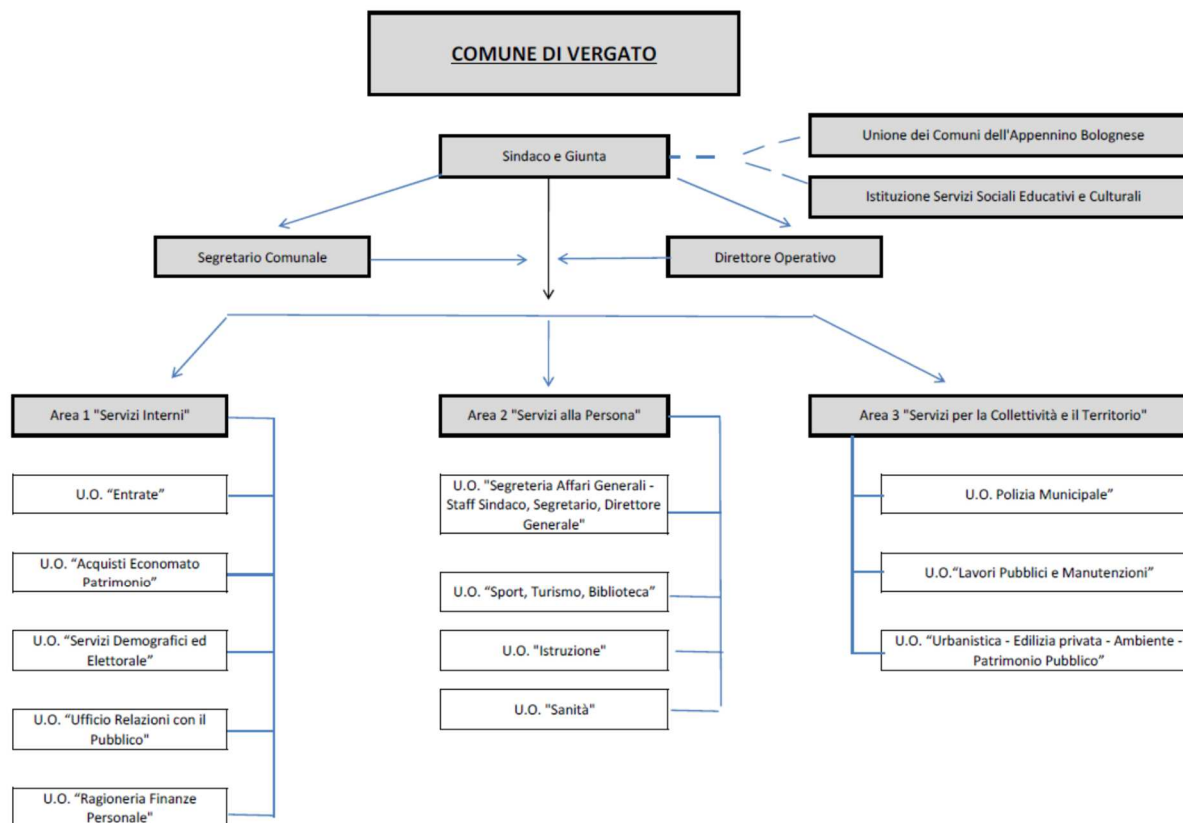 COMUNE DI VERGATO
Unione dei Comuni dell'Appennino Bolognese
Sindaco e Giunta
Istituzione Servizi Sociali Educativi e Culturali
Segretario Comunale
Direttore Operativo
Area 1 "Servizi Interni"
U.O. “Entrate”
U.O. “Acquisti Economato
Patrimonio”
U.O. “Servizi Demografici ed
Elettorale”
U.O. “Ufficio Relazioni con il
Pubblico"
U.O. “Ragioneria Finanze
Personale"
Area 2 "Servizi alla Persona"
U.O. "Segreteria Affari Generali -
Staff Sindaco, Segretario, Direttore
Generale"
U.O. “Sport, Turismo, Biblioteca”
U.O. "Istruzione"
U.O. "Sanità"
Area 3 "Servizi per la Collettività e il Territorio"
U.O. Polizia Municipale”
U.O.“Lavori Pubblici e Manutenzioni”
U.O. “Urbanistica - Edilizia privata - Ambiente -
Patrimonio Pubblico”